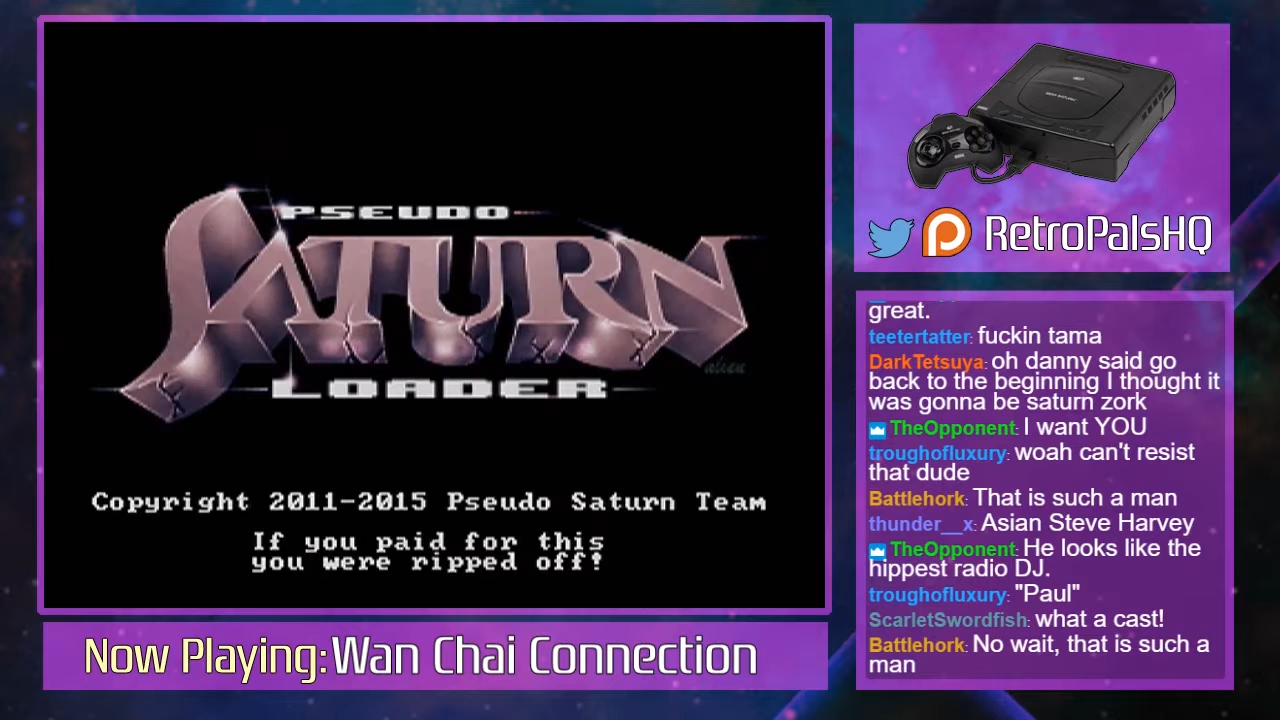 PSEUDO
SATURN
alien
LOADER
Copyright 2011-2015 Pseudo Saturn Team
If you paid for this
you were ripped off!
Now Playing:Wan Chai Connection
RetroPalsHQ
great.
teetertatter: fuckin tama
DarkTetsuya: oh danny said go
back to the beginning I thought it
was gonna be saturn zork
TheOpponent: I want YOU
troughofluxury: woah can't resist
that dude
Battlehork: That is such a man
thunder__x: Asian Steve Harvey
TheOpponent: He looks like the
hippest radio DJ.
troughofluxury: "Paul"
ScarletSwordfish: what a cast!
Battlehork: No wait, that is such a
man